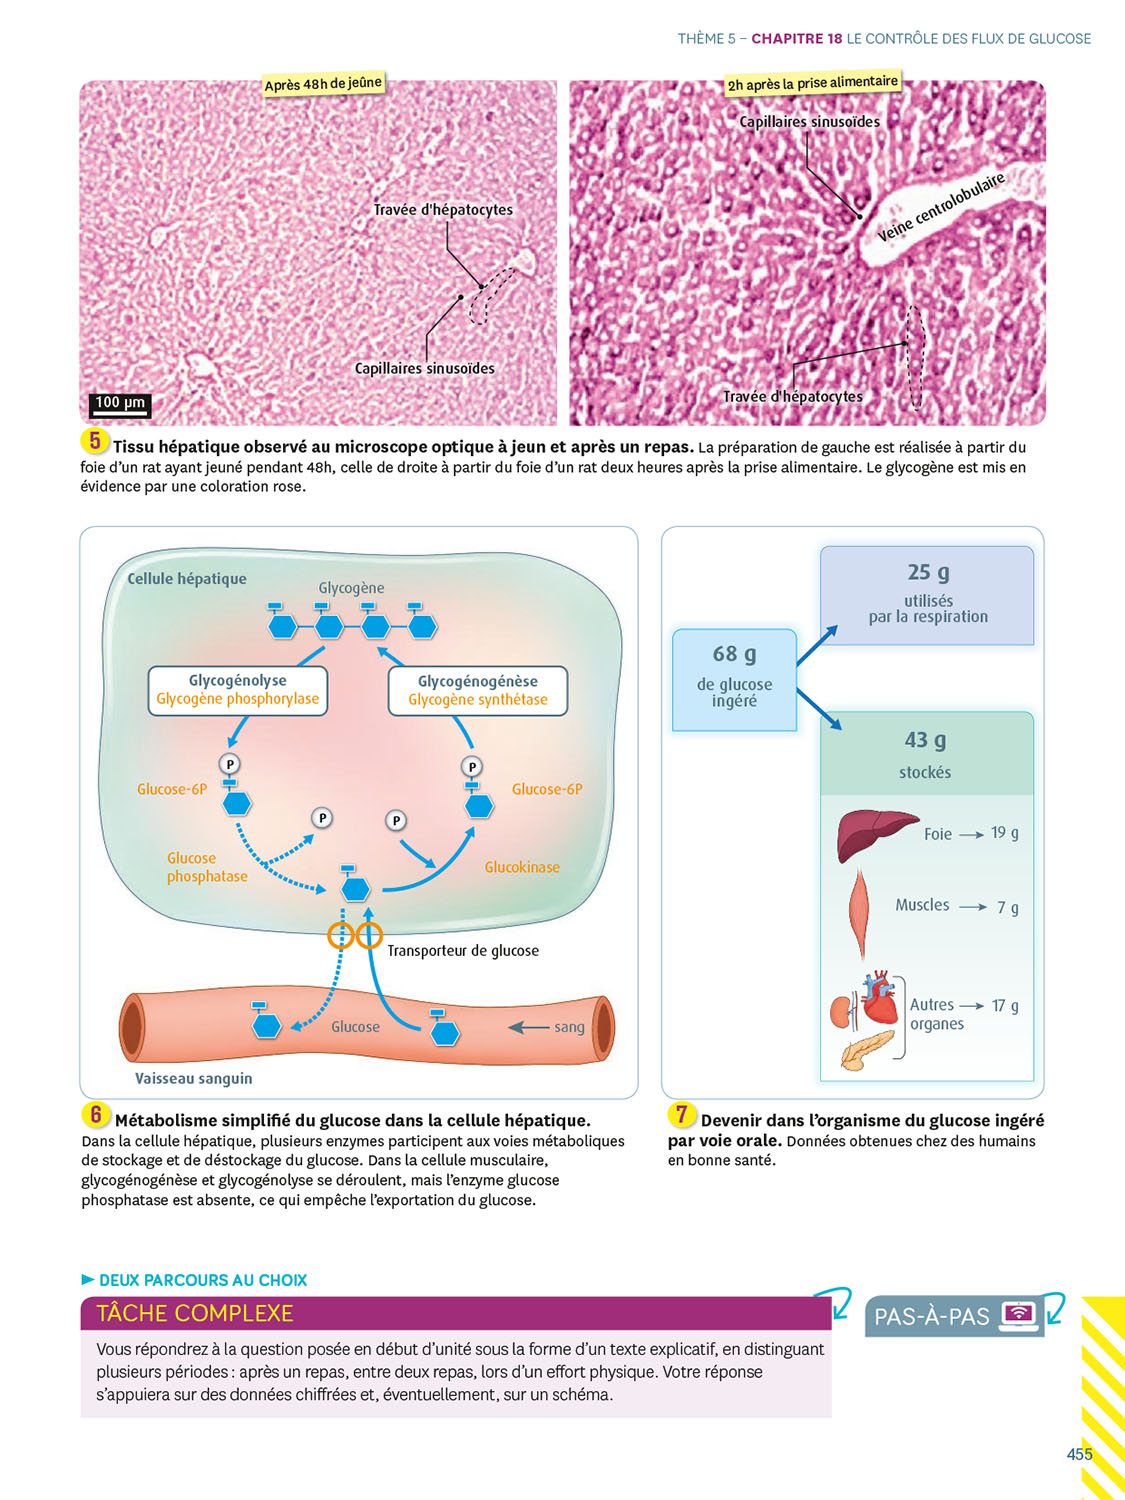 THÈME 5 – CHAPITRE 18 LE CONTRÔLE DES FLUX DE GLUCOSE
Après 48h de jeûne
2h après la prise alimentaire
Capillaires sinusoïdes
Travée d'hépatocytes
Veine centrolobulaire
Capillaires sinusoïdes
Travée d'hépatocytes
100 µm
5 Tissu hépatique observé au microscope optique à jeun et après un repas. La préparation de gauche est réalisée à partir du
foie d'un rat ayant jeuné pendant 48h, celle de droite à partir du foie d'un rat deux heures après la prise alimentaire. Le glycogène est mis en
évidence par une coloration rose.
Cellule hépatique
Glycogène
Glycogénolyse
Glycogène phosphorylase
Glycogénogénèse
Glycogène synthétase
P
P
Glucose-6P
Glucose-6P
P
P
Glucose
phosphatase
Glucokinase
Transporteur de glucose
Glucose
sang
Vaisseau sanguin
6 Métabolisme simplifié du glucose dans la cellule hépatique.
Dans la cellule hépatique, plusieurs enzymes participent aux voies métaboliques
de stockage et de déstockage du glucose. Dans la cellule musculaire,
glycogénogénèse et glycogénolyse se déroulent, mais l'enzyme glucose
phosphatase est absente, ce qui empêche l'exportation du glucose.
68 g
de glucose
ingéré
25 g
utilisés
par la respiration
43 g
stockés
Foie → 19 g
Muscles → 7 g
Autres → 17 g
organes
7 Devenir dans l'organisme du glucose ingéré
par voie orale. Données obtenues chez des humains
en bonne santé.
► DEUX PARCOURS AU CHOIX
TÂCHE COMPLEXE
PAS-À-PAS
Vous répondrez à la question posée en début d'unité sous la forme d'un texte explicatif, en distinguant
plusieurs périodes : après un repas, entre deux repas, lors d'un effort physique. Votre réponse
s'appuiera sur des données chiffrées et, éventuellement, sur un schéma.
455